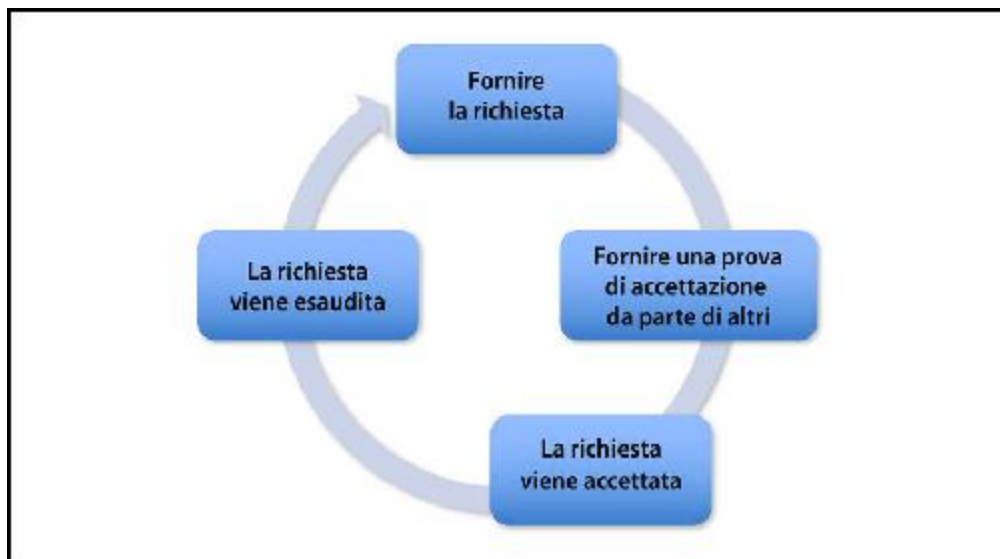 Fornire
la richiesta
Fornire una prova
di accettazione
da parte di altri
La richiesta
viene accettata
La richiesta
viene esaudita